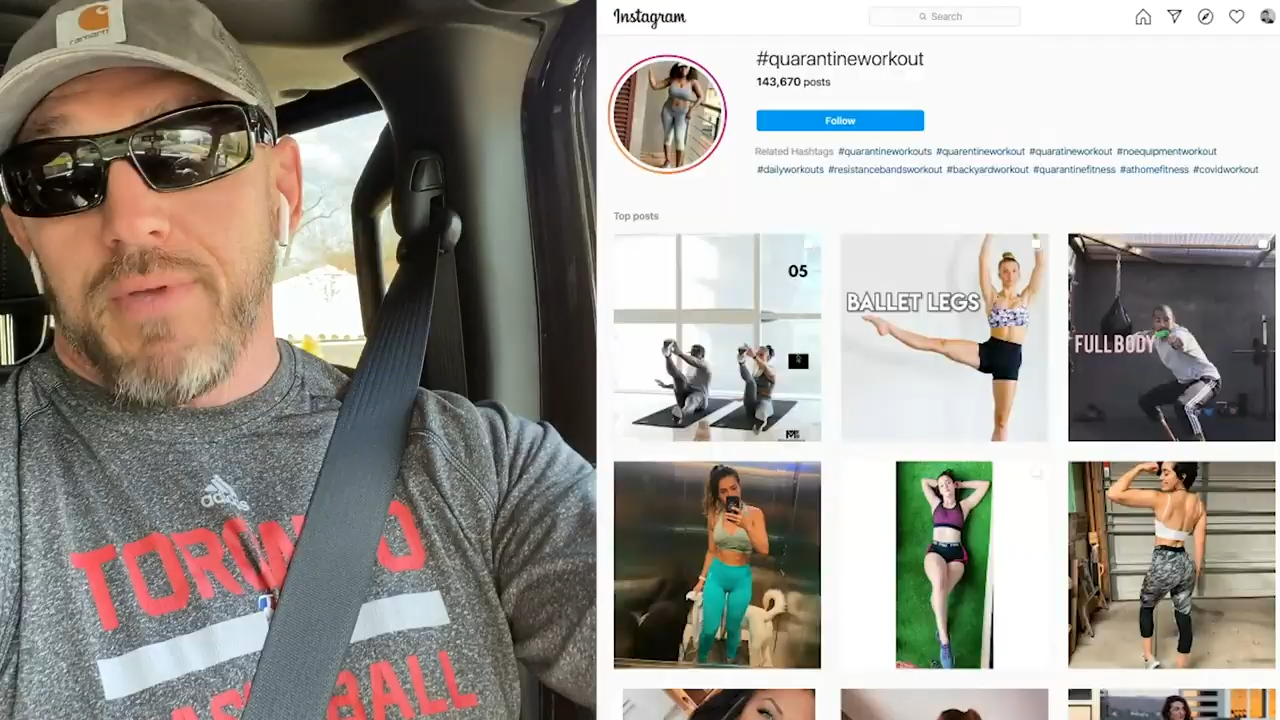 carhartt
adidas
TORONTO
Instagram
Search
#quarantineworkout
143,670 posts
Follow
Related Hashtags #quarantineworkouts #quarentineworkout #quaratineworkout #noequipmentworkout
#dailyworkouts #resistancebandsworkout #backyardworkout #quarantinefitness #athomefitness #covidworkout
Top posts
05
BALLET LEGS
FULL BODY